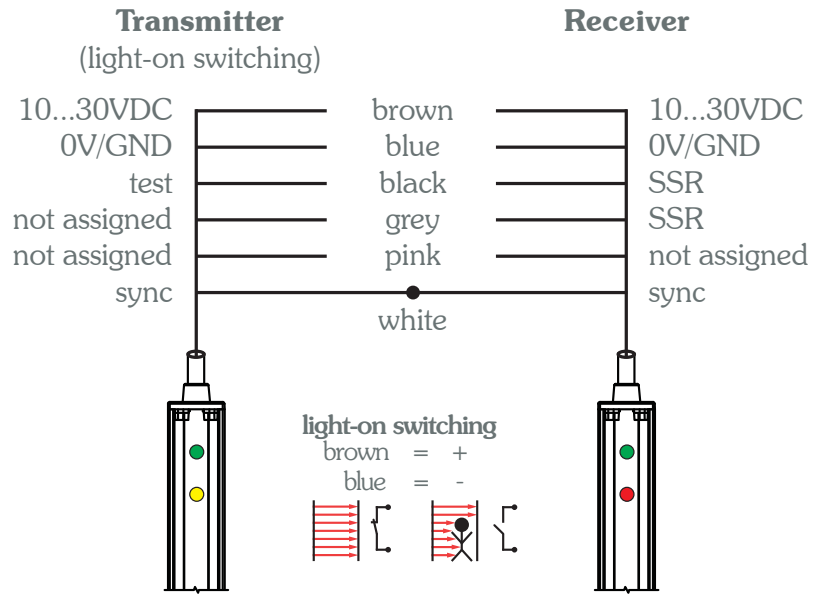 Transmitter Receiver
(light-on switching)
10...30VDC brown 10...30VDC
0V/GND blue 0V/GND
test black SSR
not assigned grey SSR
not assigned pink not assigned
sync sync
white
light-on switching
brown = +
blue = -